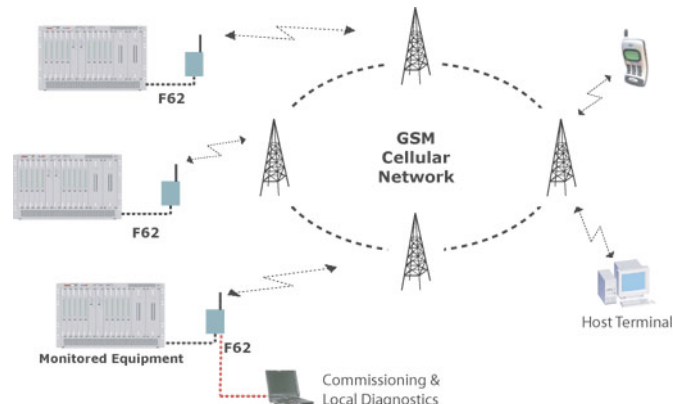 F62
GSM
Cellular
Network
F62
Host Terminal
F62
Monitored Equipment
Commissioning &
Local Diagnostics